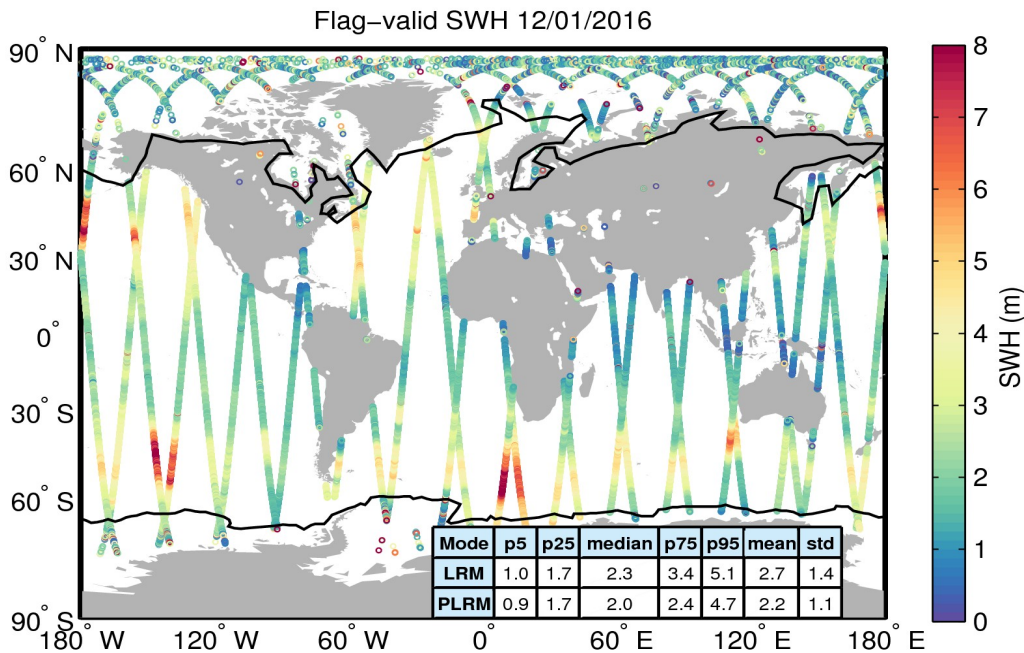 Flag−valid SWH 12/01/2016
90° N
60° N
30° N
0°
30° S
60° S
90° S
180° W
120° W
60° W
0°
60° E
120° E
180° E
8
7
6
5
4
3
2
1
0
SWH (m)
Mode p5 p25 median p75 p95 mean std
LRM 1.0 1.7 2.3 3.4 5.1 2.7 1.4
PLRM 0.9 1.7 2.0 2.4 4.7 2.2 1.1